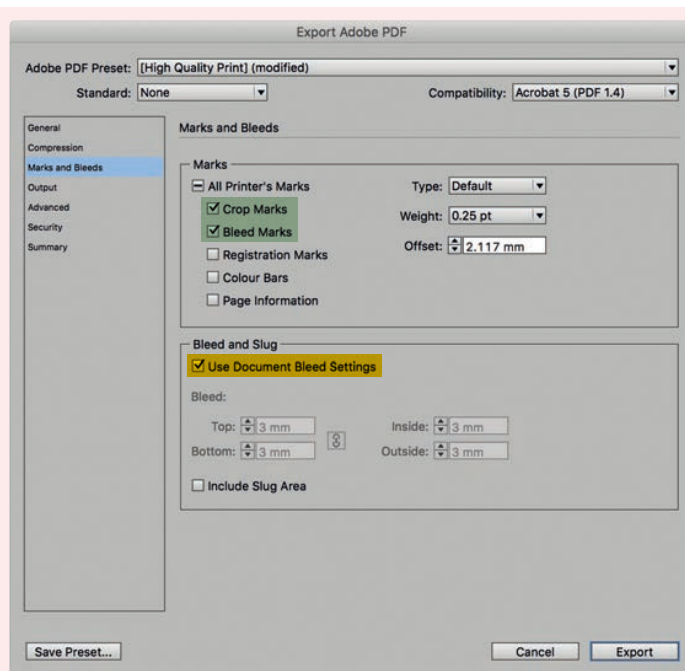 Export Adobe PDF
Adobe PDF Preset: [High Quality Print] (modified)
Standard: None Compatibility: Acrobat 5 (PDF 1.4)
General
Compression
Marks and Bleeds
Output
Advanced
Security
Summary
Marks and Bleeds
Marks
All Printer's Marks
Crop Marks
Bleed Marks
Registration Marks
Colour Bars
Page Information
Type: Default
Weight: 0.25 pt
Offset: 2.117 mm
Bleed and Slug
Use Document Bleed Settings
Bleed:
Top: 3 mm Inside: 3 mm
Bottom: 3 mm Outside: 3 mm
Include Slug Area
Save Preset... Cancel Export